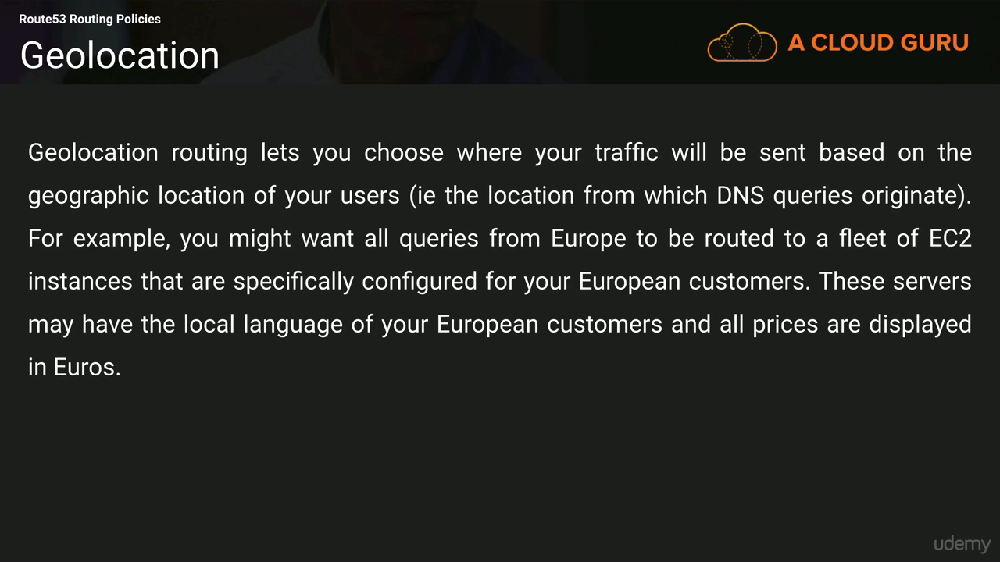 Route53 Routing Policies
Geolocation
A CLOUD GURU
Geolocation routing lets you choose where your traffic will be sent based on the
geographic location of your users (ie the location from which DNS queries originate).
For example, you might want all queries from Europe to be routed to a fleet of EC2
instances that are specifically configured for your European customers. These servers
may have the local language of your European customers and all prices are displayed
in Euros.
udemy